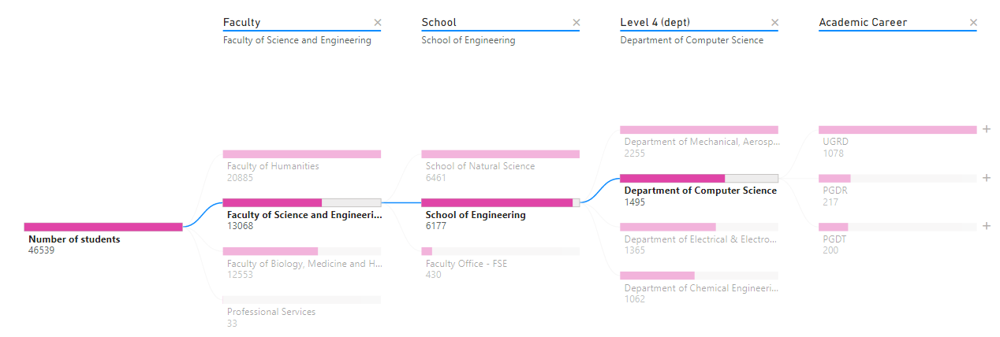 Faculty
Faculty of Science and Engineering
School
School of Engineering
Level 4 (dept)
Department of Computer Science
Academic Career
Number of students
46539
Faculty of Humanities
20885
Faculty of Science and Engineeri...
13068
Faculty of Biology, Medicine and H...
12553
Professional Services
33
School of Natural Science
6461
School of Engineering
6177
Faculty Office - FSE
430
Department of Mechanical, Aerosp...
2255
Department of Computer Science
1495
Department of Electrical & Electro...
1365
Department of Chemical Engineeri...
1062
UGRD
1078
PGDR
217
PGDT
200